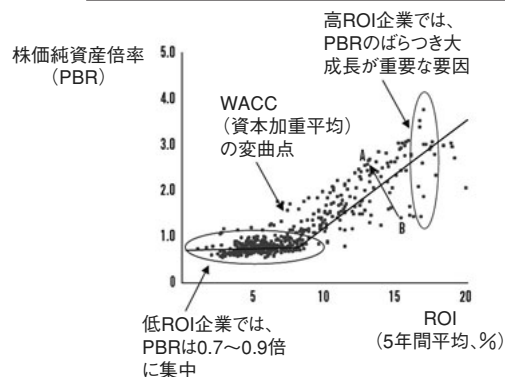 高ROI企業では、
PBRのばらつき大
成長が重要な要因
株価純資産倍率
（PBR）
5.0
4.0
3.0
2.0
1.0
0
WACC
（資本加重平均）
の変曲点
A
B
5
10
15
20
ROI
（5年間平均、％）
低ROI企業では、
PBRは0.7〜0.9倍
に集中